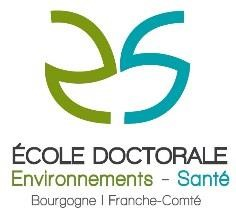 ÉCOLE DOCTORALE
Environnements - Santé
Bourgogne | Franche-Comté